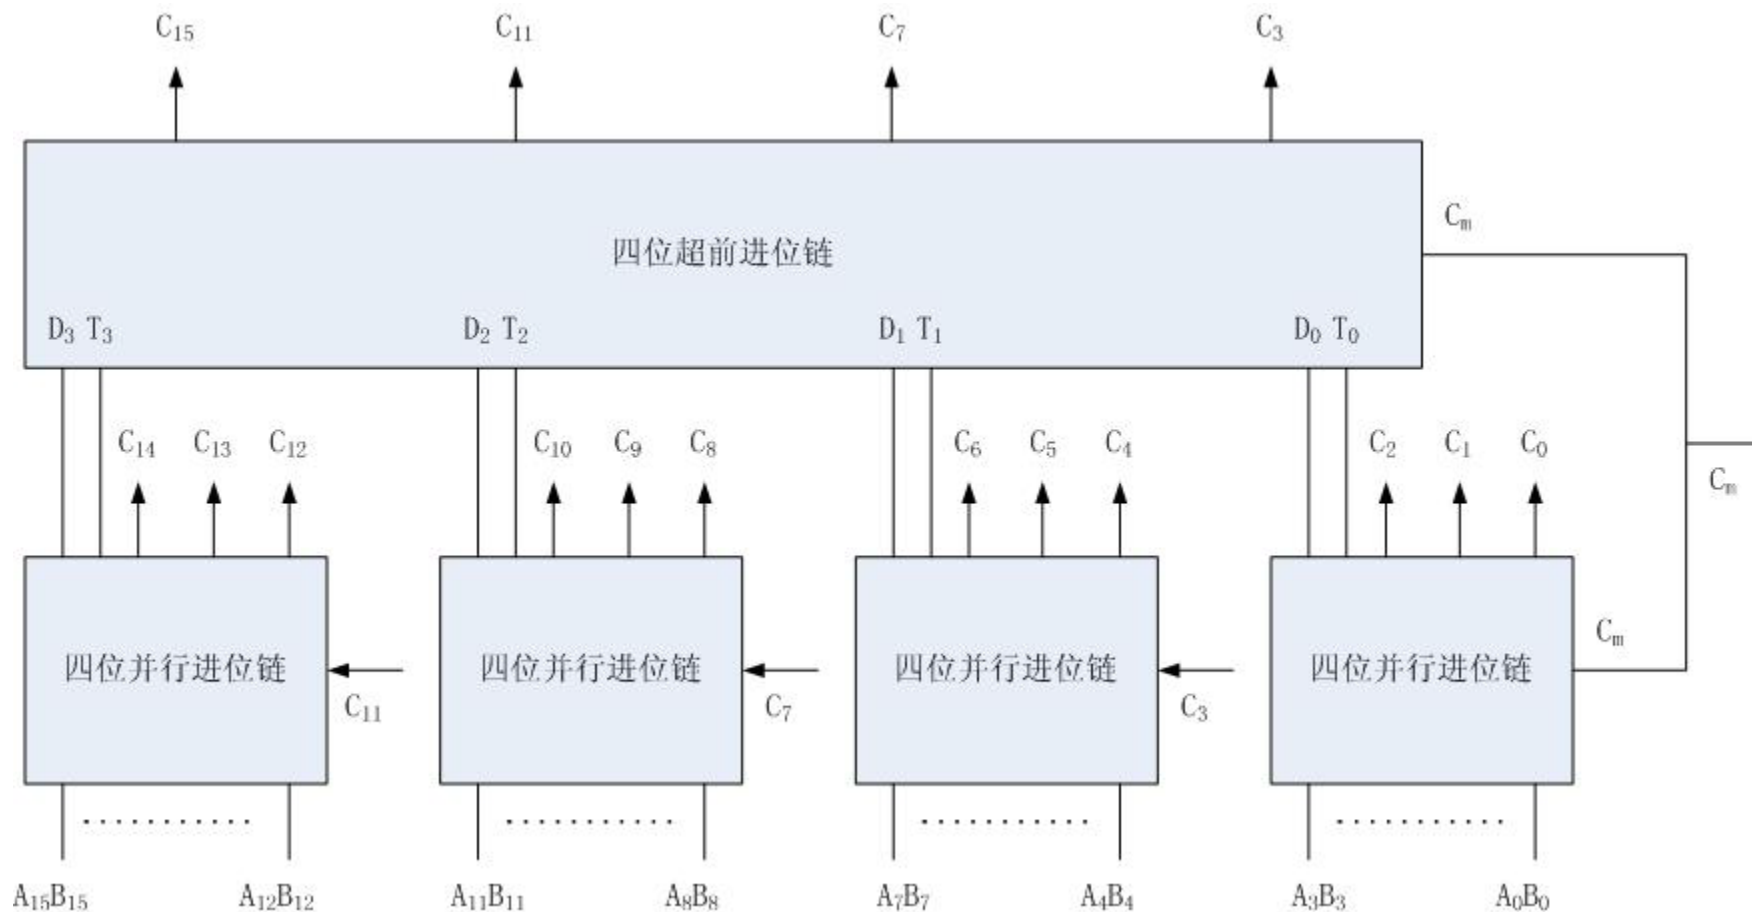 C₁₅ C₁₁ C₇ C₃
Cₘ
四位超前进位链
D₃ T₃ D₂ T₂ D₁ T₁ D₀ T₀
C₁₄ C₁₃ C₁₂ C₁₀ C₉ C₈ C₆ C₅ C₄ C₂ C₁ C₀
Cₘ
Cₘ
四位并行进位链 四位并行进位链 四位并行进位链 四位并行进位链
C₁₁ C₇ C₃
A₁₅B₁₅ A₁₂B₁₂ A₁₁B₁₁ A₈B₈ A₇B₇ A₄B₄ A₃B₃ A₀B₀